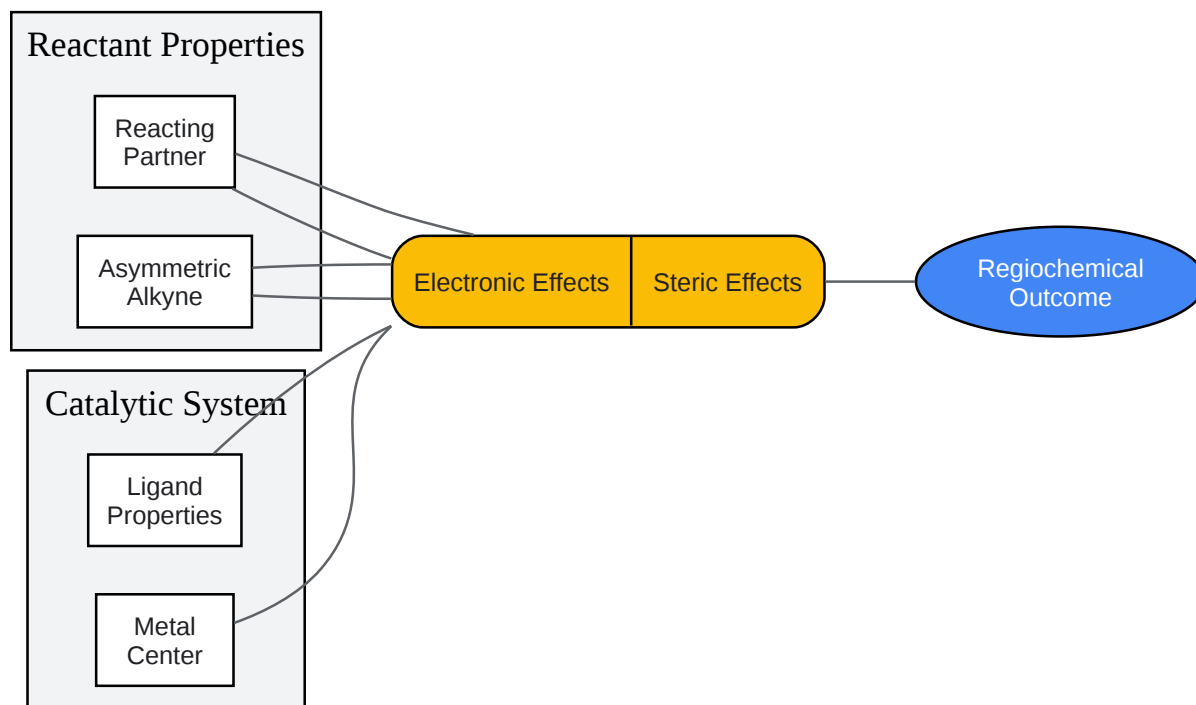 Reactant Properties
Reacting
Partner
Asymmetric
Alkyne
Electronic Effects
Steric Effects
Regiochemical
Outcome
Catalytic System
Ligand
Properties
Metal
Center